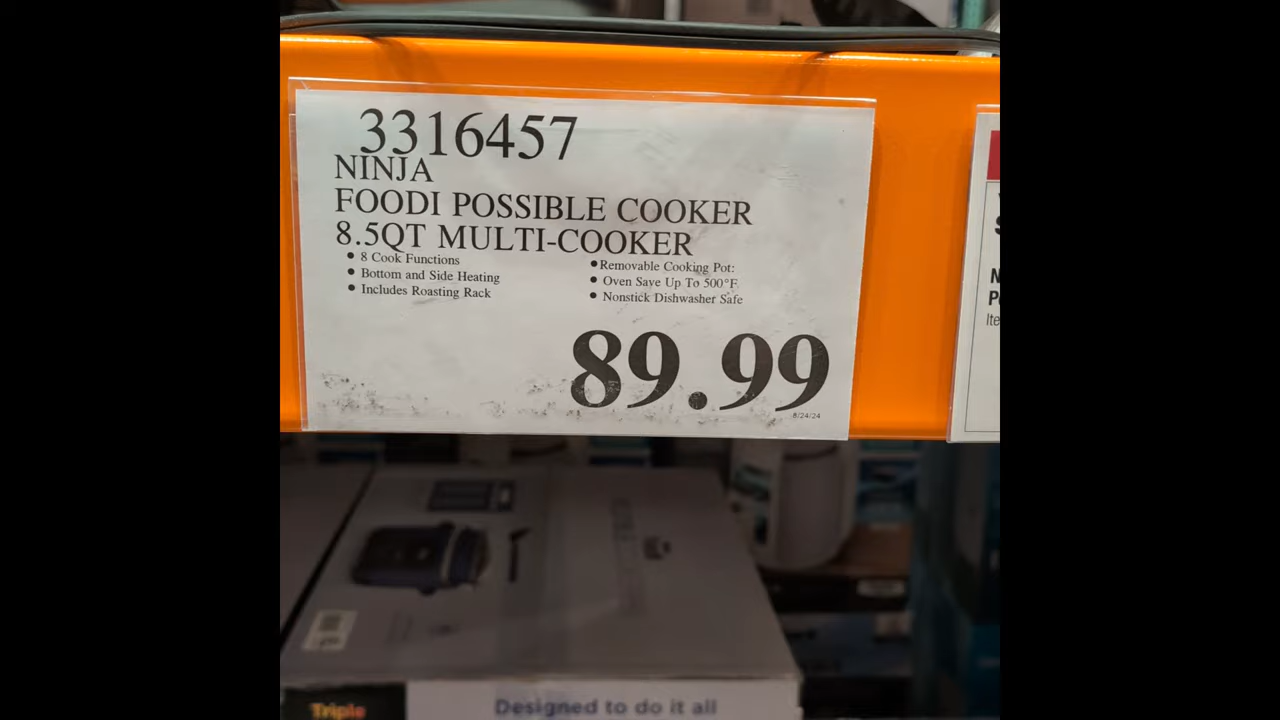 3316457
NINJA
FOODI POSSIBLE COOKER
8.5QT MULTI-COOKER
• 8 Cook Functions
• Bottom and Side Heating
• Includes Roasting Rack
• Removable Cooking Pot:
• Oven Save Up To 500°F
• Nonstick Dishwasher Safe
89.99
8/24/24
Triple
Designed to do it all